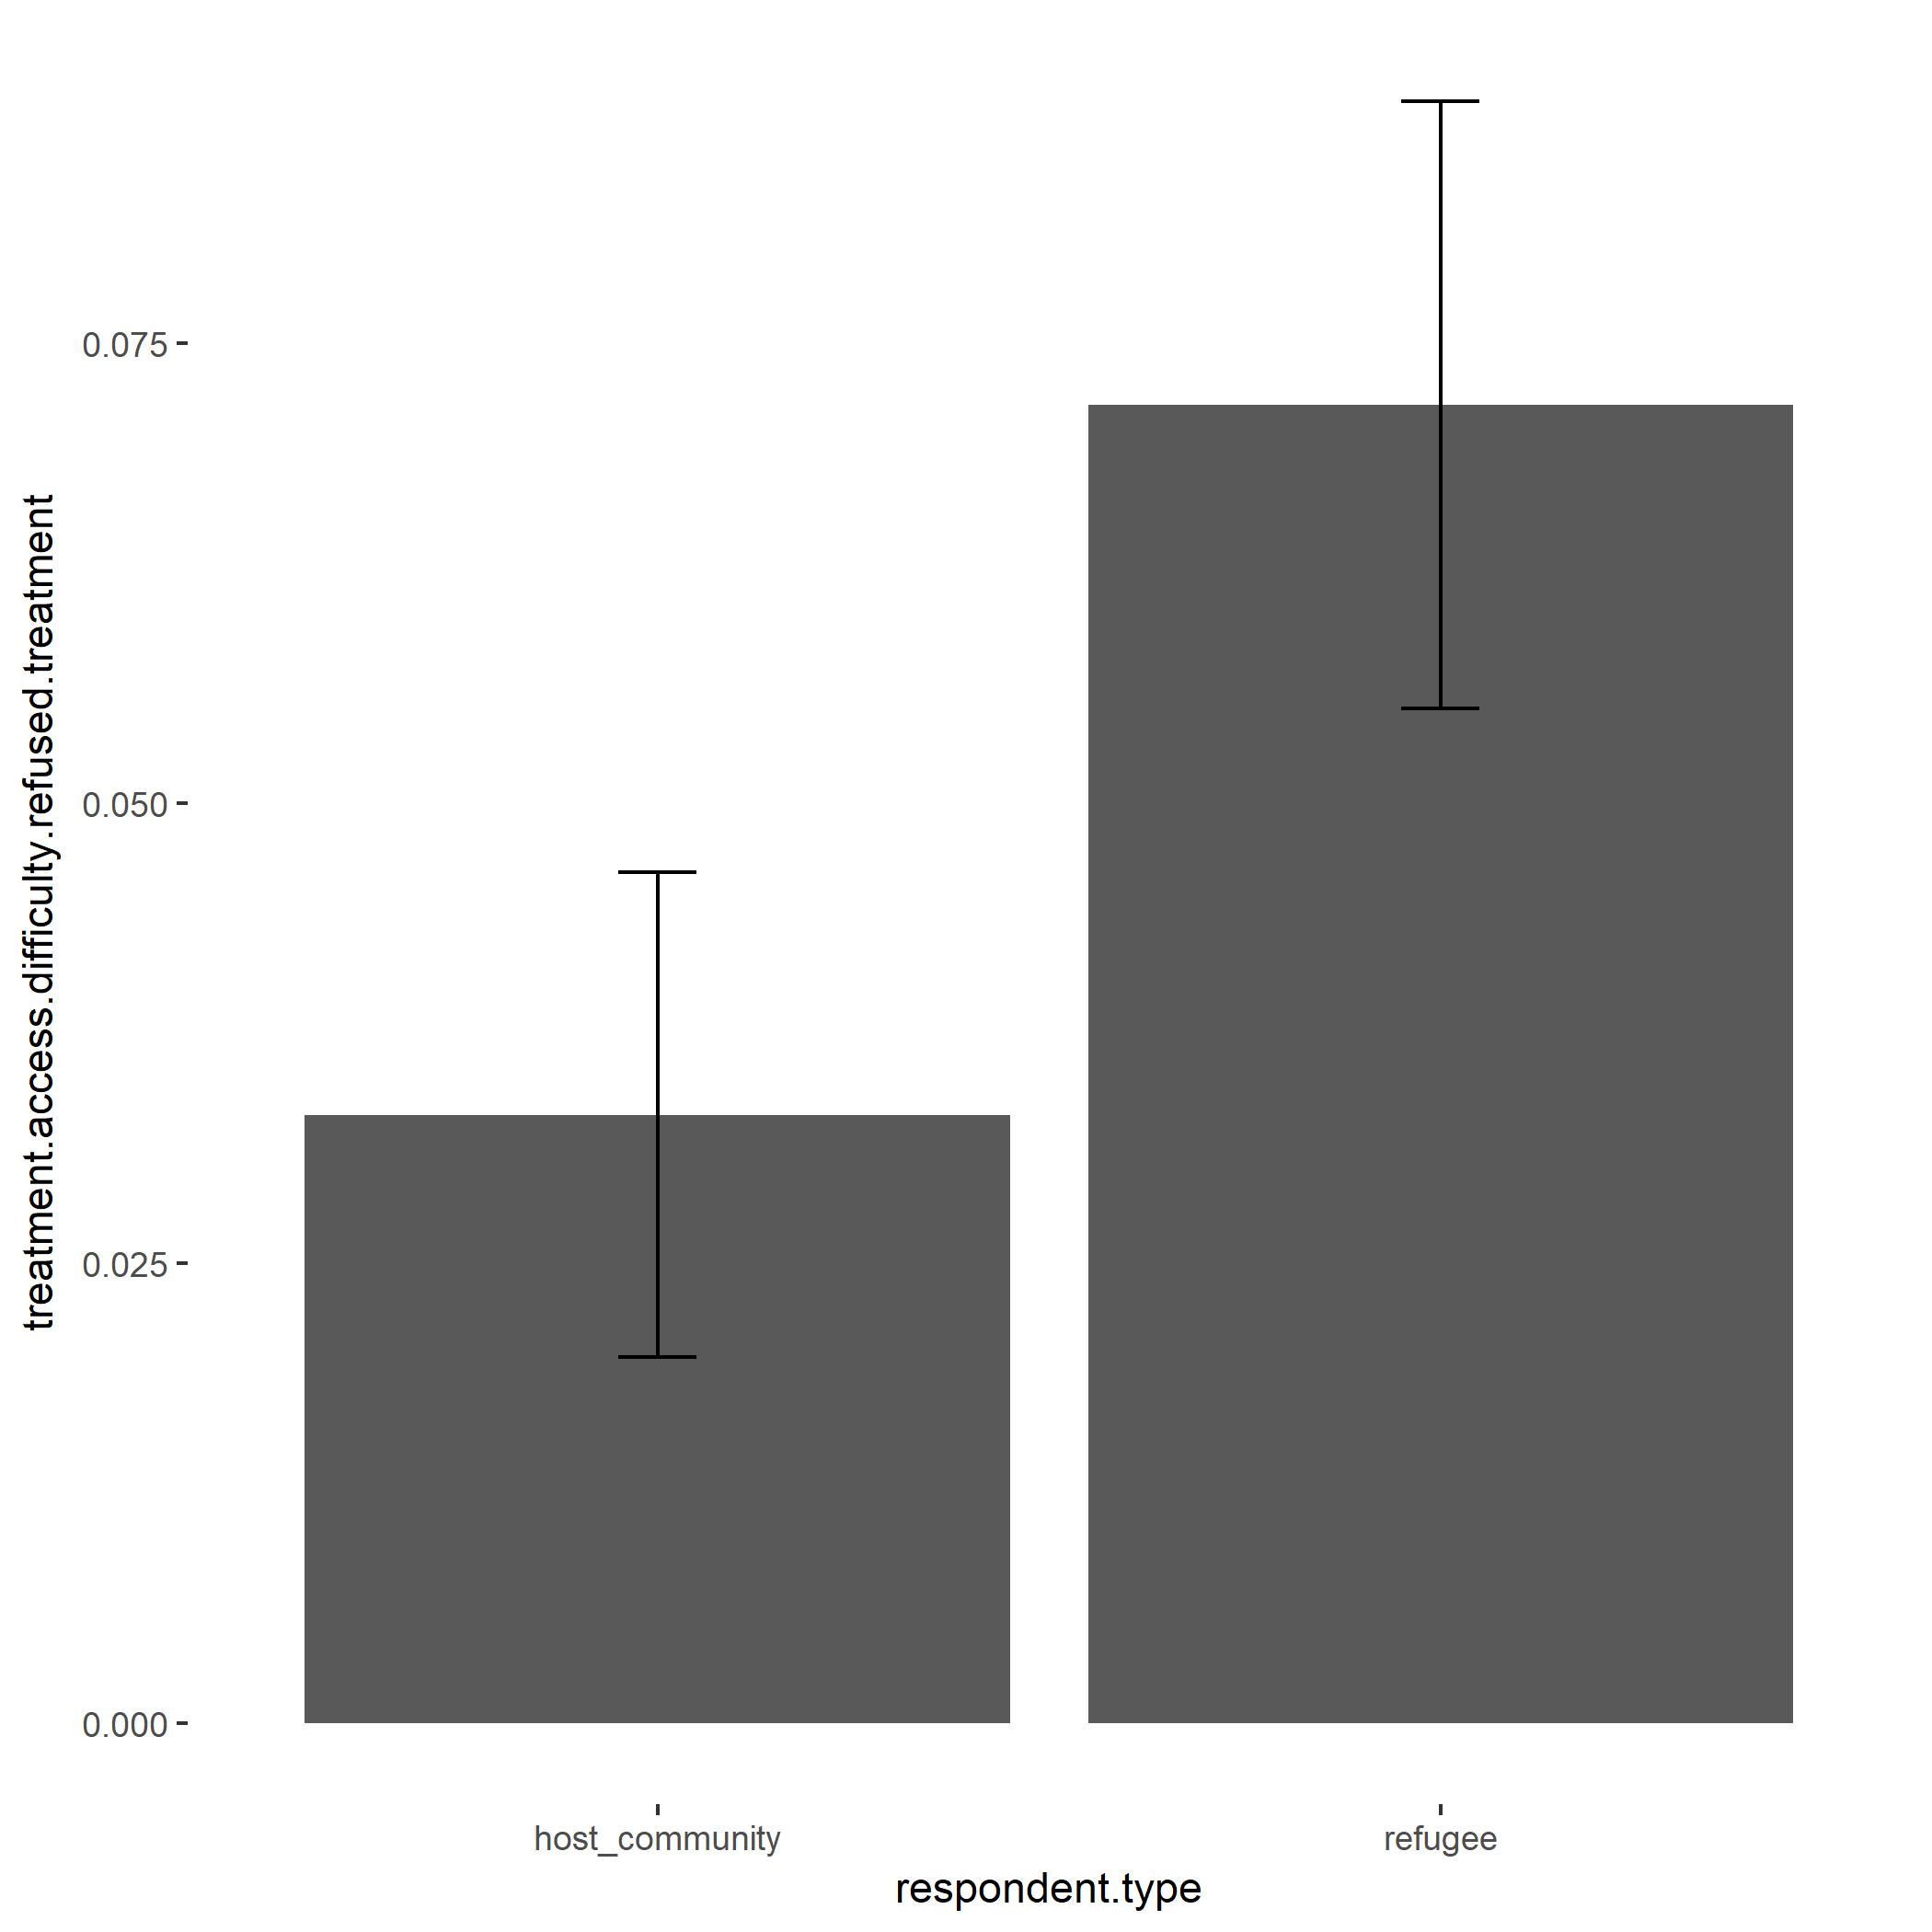 treatment.access.difficulty.refused.treatment
0.075
0.050
0.025
0.000
host_community
refugee
respondent.type